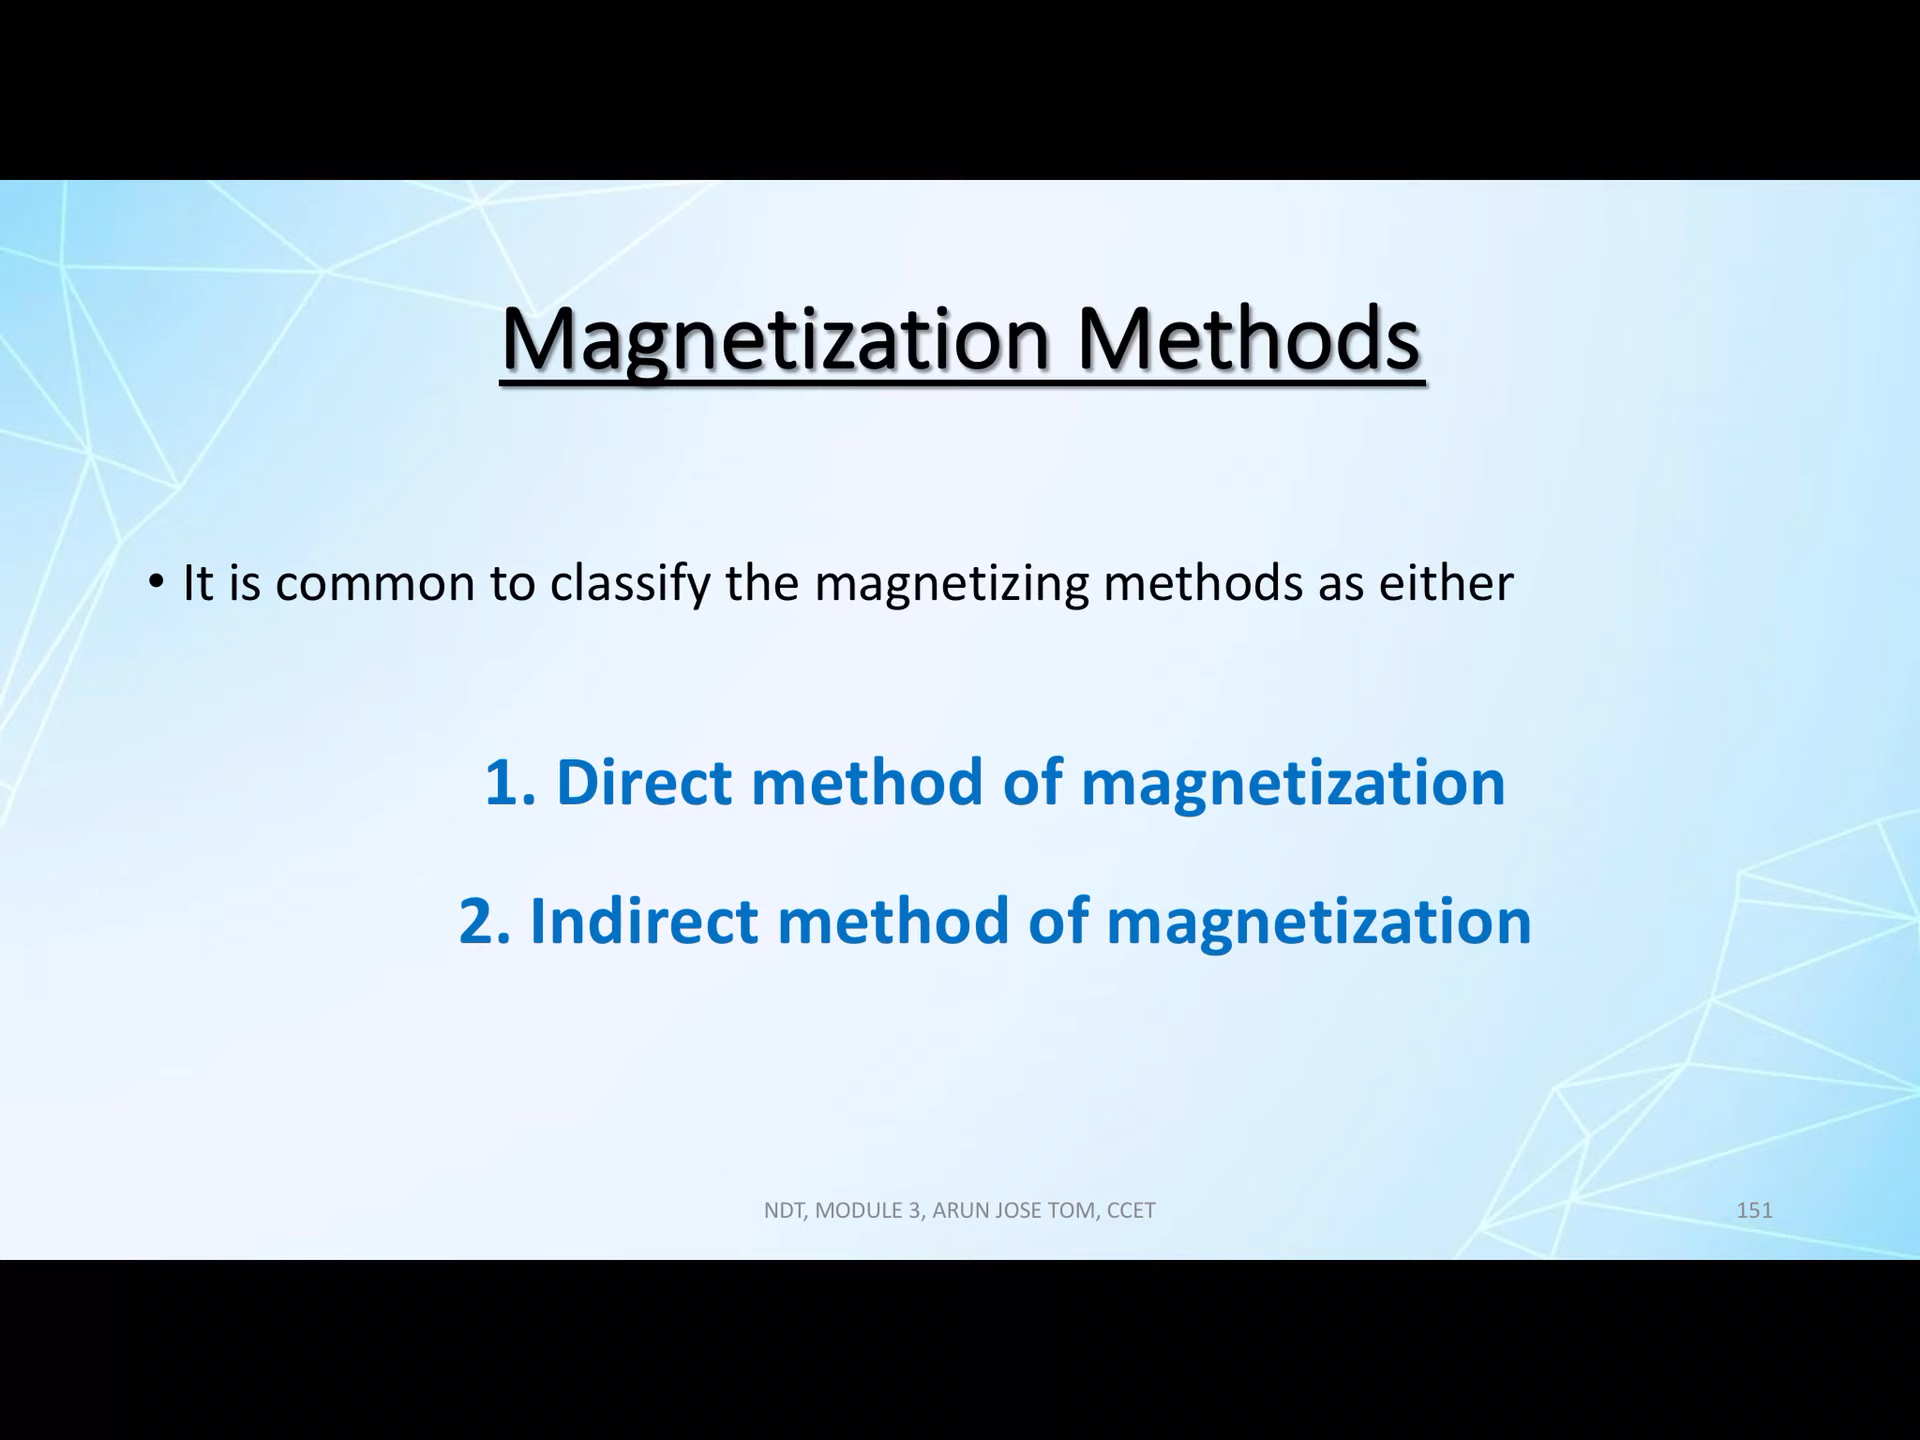 Magnetization Methods
• It is common to classify the magnetizing methods as either
1. Direct method of magnetization
2. Indirect method of magnetization
NDT, MODULE 3, ARUN JOSE TOM, CCET
151